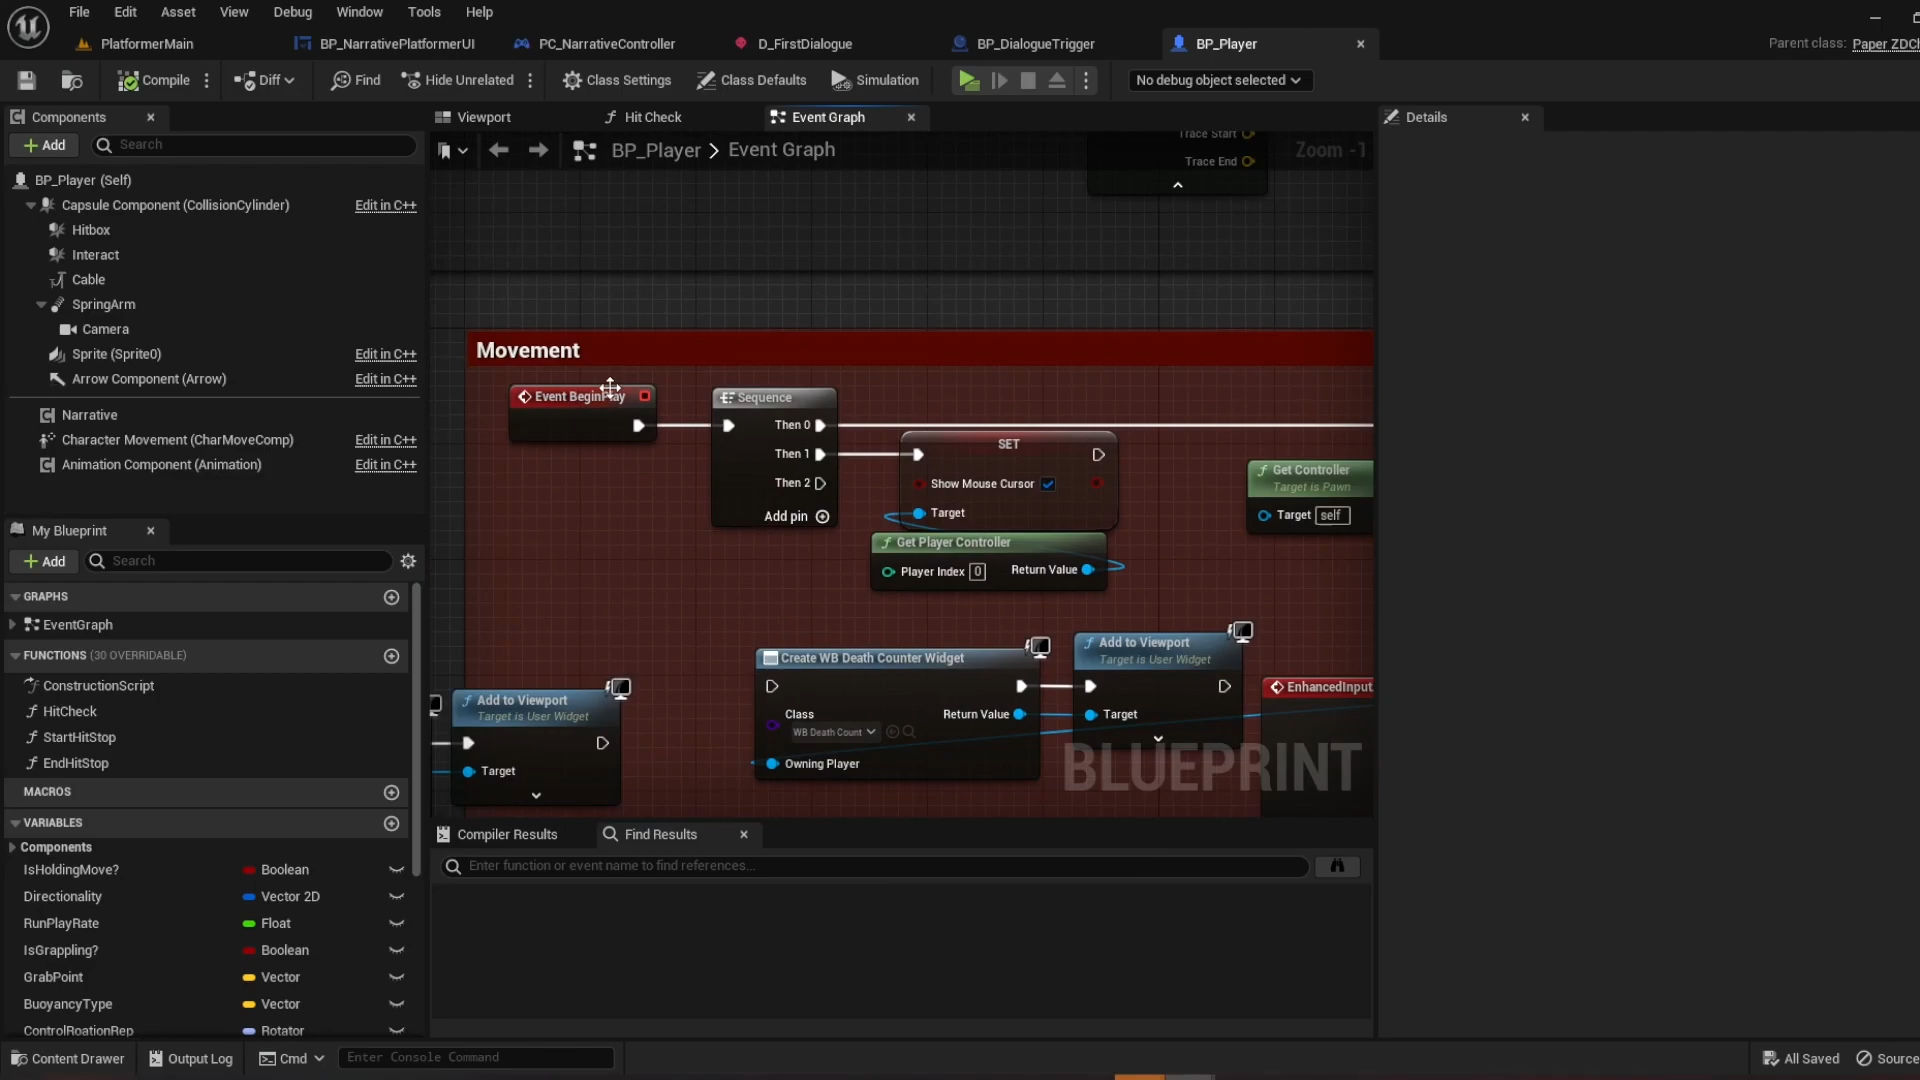 File Edit Asset View Debug Window Tools Help
PlatformerMain BP_NarrativePlatformerUI PC_NarrativeController D_FirstDialogue BP_DialogueTrigger BP_Player
Parent class: Paper ZDCh
Compile Diff Find Hide Unrelated Class Settings Class Defaults Simulation No debug object selected
Components
Add Search
BP_Player (Self)
Capsule Component (CollisionCylinder) Edit in C++
Hitbox
Interact
Cable
SpringArm
Camera
Sprite (Sprite0) Edit in C++
Arrow Component (Arrow) Edit in C++
Narrative
Character Movement (CharMoveComp) Edit in C++
Animation Component (Animation) Edit in C++
My Blueprint
Add Search
GRAPHS
EventGraph
FUNCTIONS (30 OVERRIDABLE)
ConstructionScript
HitCheck
StartHitStop
EndHitStop
MACROS
VARIABLES
Components
IsHoldingMove? Boolean
Directionality Vector 2D
RunPlayRate Float
IsGrappling? Boolean
GrabPoint Vector
BuoyancyType Vector
ControlRoationRep Rotator
Viewport Hit Check Event Graph
BP_Player > Event Graph
Zoom -1
Trace Start
Trace End
Movement
Event BeginPlay
Sequence
Then 0
Then 1
Then 2
Add pin
SET
Show Mouse Cursor
Target
Get Player Controller
Player Index 0 Return Value
Get Controller
Target is Pawn
Target self
Create WB Death Counter Widget
Class
WB Death Count
Return Value
Owning Player
Add to Viewport
Target is User Widget
Target
Add to Viewport
Target is User Widget
Target
EnhancedInput
BLUEPRINT
Compiler Results Find Results
Enter function or event name to find references...
Details
Content Drawer Output Log Cmd Enter Console Command
All Saved Source